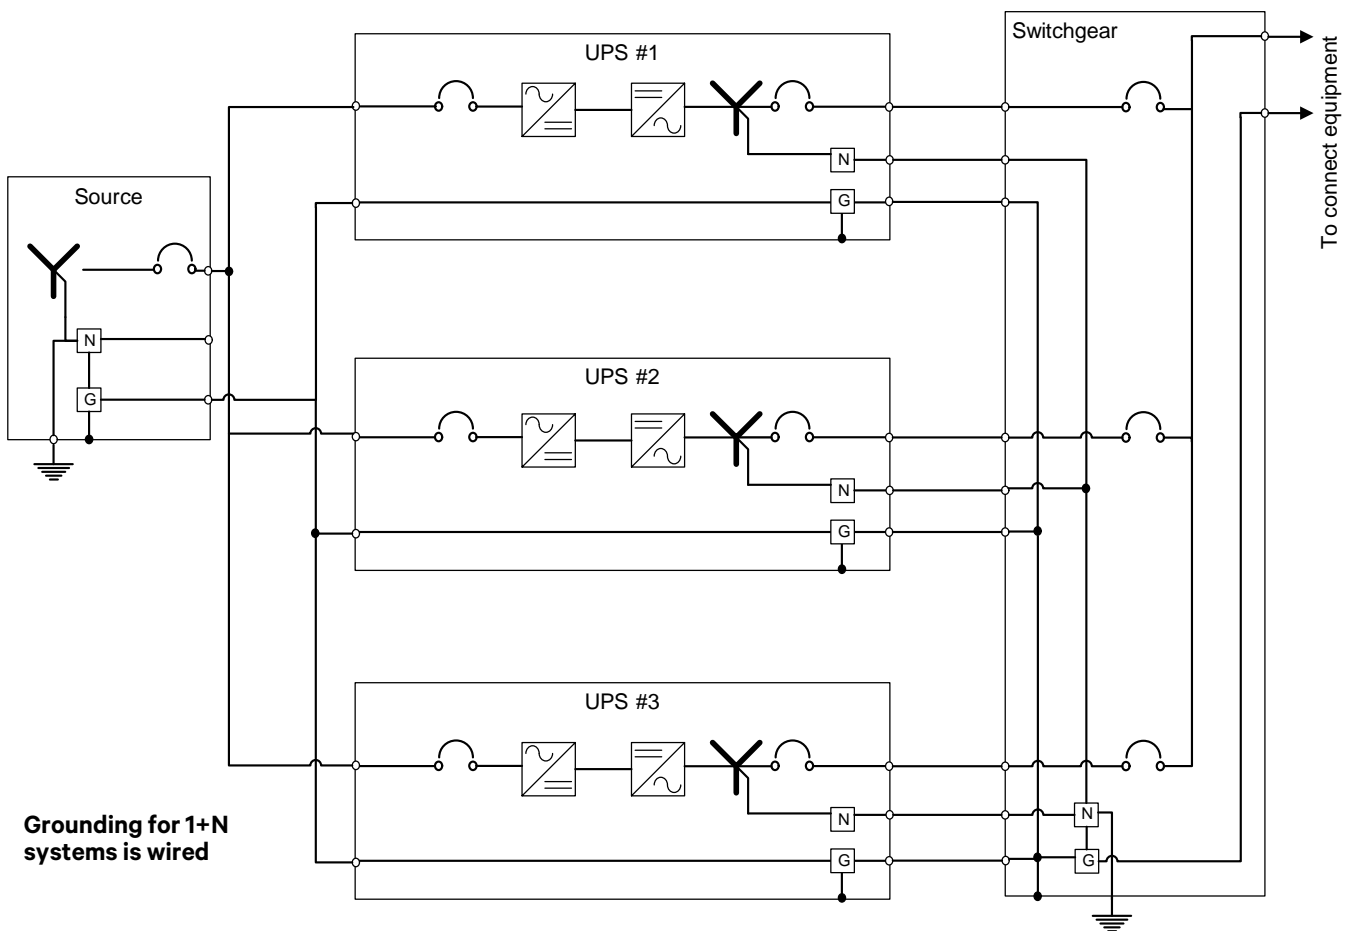 Switchgear
UPS #1
To connect equipment
N
Source
G
N
UPS #2
G
N
G
UPS #3
N
N
Grounding for 1+N
systems is wired
G
G